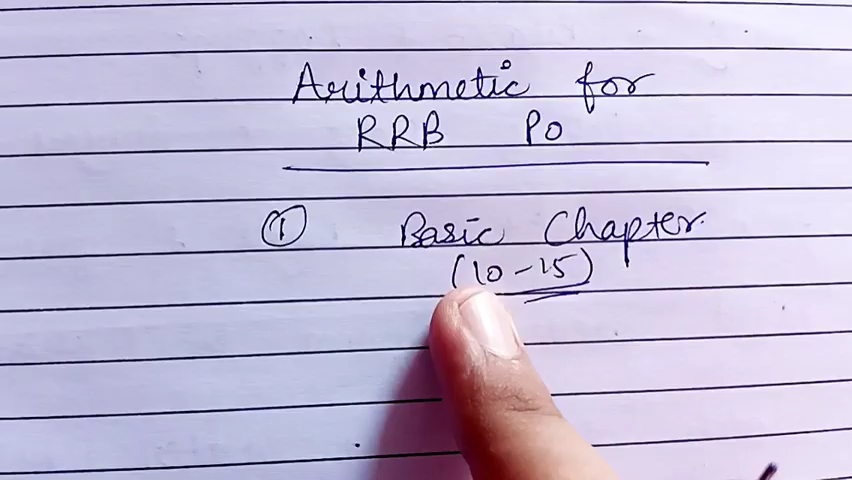 Arithmetic for
RRB PO
① Basic Chapter
(10-15)